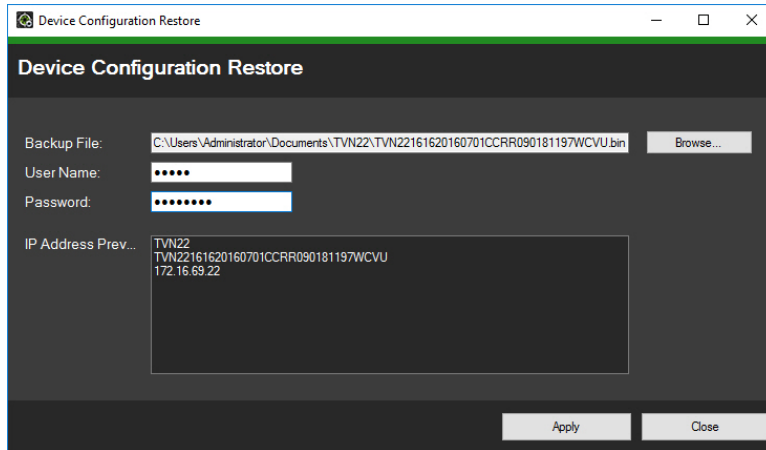 Device Configuration Restore
Device Configuration Restore
Backup File:
C:\Users\Administrator\Documents\TVN22\TVN22161620160701CCRR090181197WCVU.bin
Browse...
User Name:
•••••
Password:
••••••••
IP Address Prev...
TVN22
TVN22161620160701CCRR090181197WCVU
172.16.69.22
Apply
Close